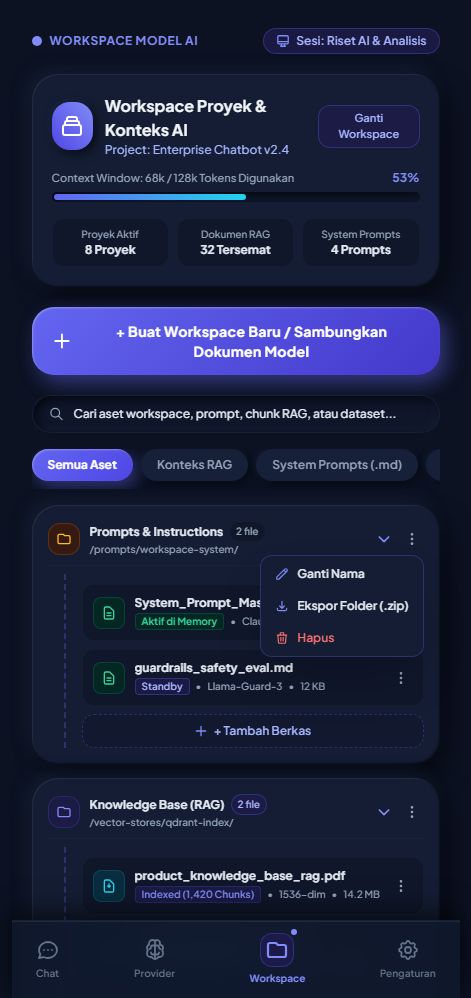 WORKSPACE MODEL AI
Sesi: Riset AI & Analisis
Workspace Proyek &
Konteks AI
Project: Enterprise Chatbot v2.4
Ganti
Workspace
Context Window: 68k / 128k Tokens Digunakan
53%
Proyek Aktif
8 Proyek
Dokumen RAG
32 Tersemat
System Prompts
4 Prompts
+ Buat Workspace Baru / Sambungkan
Dokumen Model
Cari aset workspace, prompt, chunk RAG, atau dataset...
Semua Aset
Konteks RAG
System Prompts (.md)
Prompts & Instructions
2 file
/prompts/workspace-system/
Ganti Nama
Ekspor Folder (.zip)
Hapus
System_Prompt_Mas
Aktif di Memory • Cla
guardrails_safety_eval.md
Standby • Llama-Guard-3 • 12 KB
+ Tambah Berkas
Knowledge Base (RAG)
2 file
/vector-stores/qdrant-index/
product_knowledge_base_rag.pdf
Indexed (1,420 Chunks) • 1536-dim • 14.2 MB
Chat
Provider
Workspace
Pengaturan